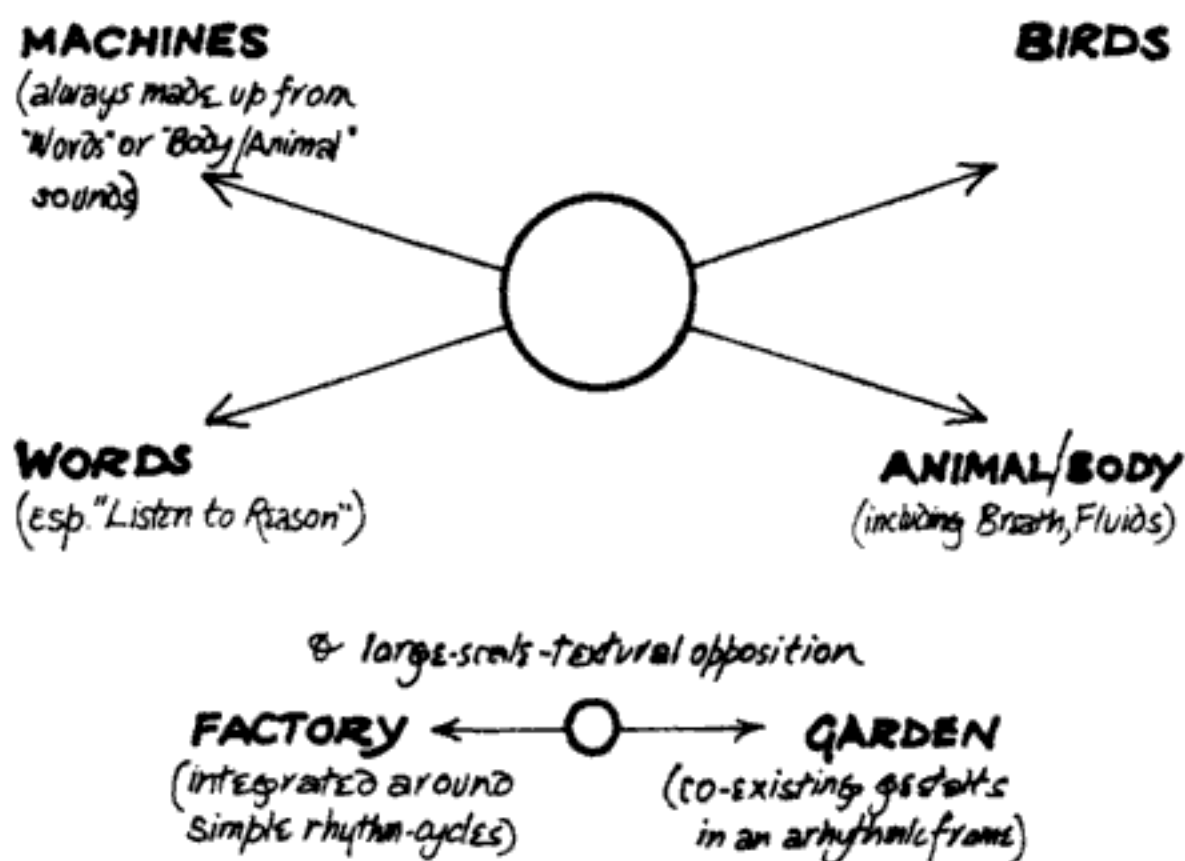 MACHINES
(always made up from
"Words" or "Body/Animal"
sounds)
BIRDS
WORDS
(esp. "Listen to Reason")
ANIMAL/BODY
(including Breath, Fluids)
& large-scale-textural opposition
FACTORY
(integrated around
simple rhythm-cycles)
GARDEN
(co-existing gestalts
in an arhythmic frame)